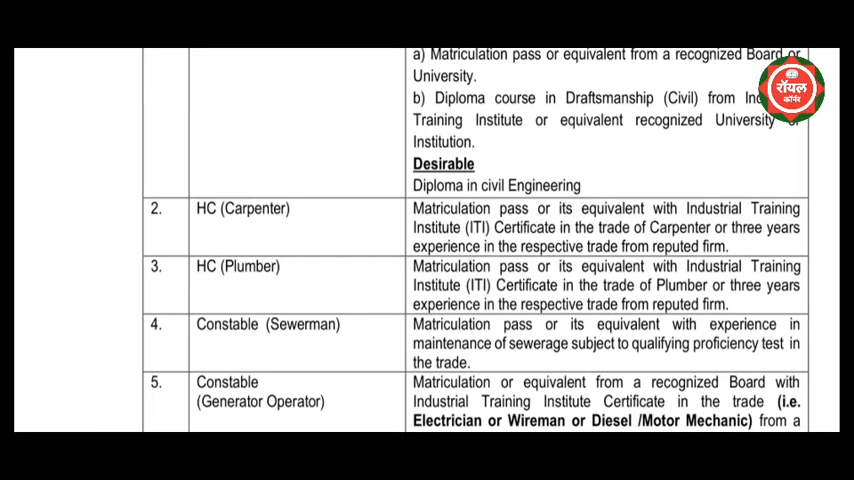 a) Matriculation pass or equivalent from a recognized Board or
University.
b) Diploma course in Draftsmanship (Civil) from
Training Institute or equivalent recognized University or
Institution.
Desirable
Diploma in civil Engineering
2. HC (Carpenter) Matriculation pass or its equivalent with Industrial Training
Institute (ITI) Certificate in the trade of Carpenter or three years
experience in the respective trade from reputed firm.
3. HC (Plumber) Matriculation pass or its equivalent with Industrial Training
Institute (ITI) Certificate in the trade of Plumber or three years
experience in the respective trade from reputed firm.
4. Constable (Sewerman) Matriculation pass or its equivalent with experience in
maintenance of sewerage subject to qualifying proficiency test in
the trade.
5. Constable Matriculation or equivalent from a recognized Board with
(Generator Operator) Industrial Training Institute Certificate in the trade (i.e.
Electrician or Wireman or Diesel /Motor Mechanic) from a
रॉयल
कॉर्नर